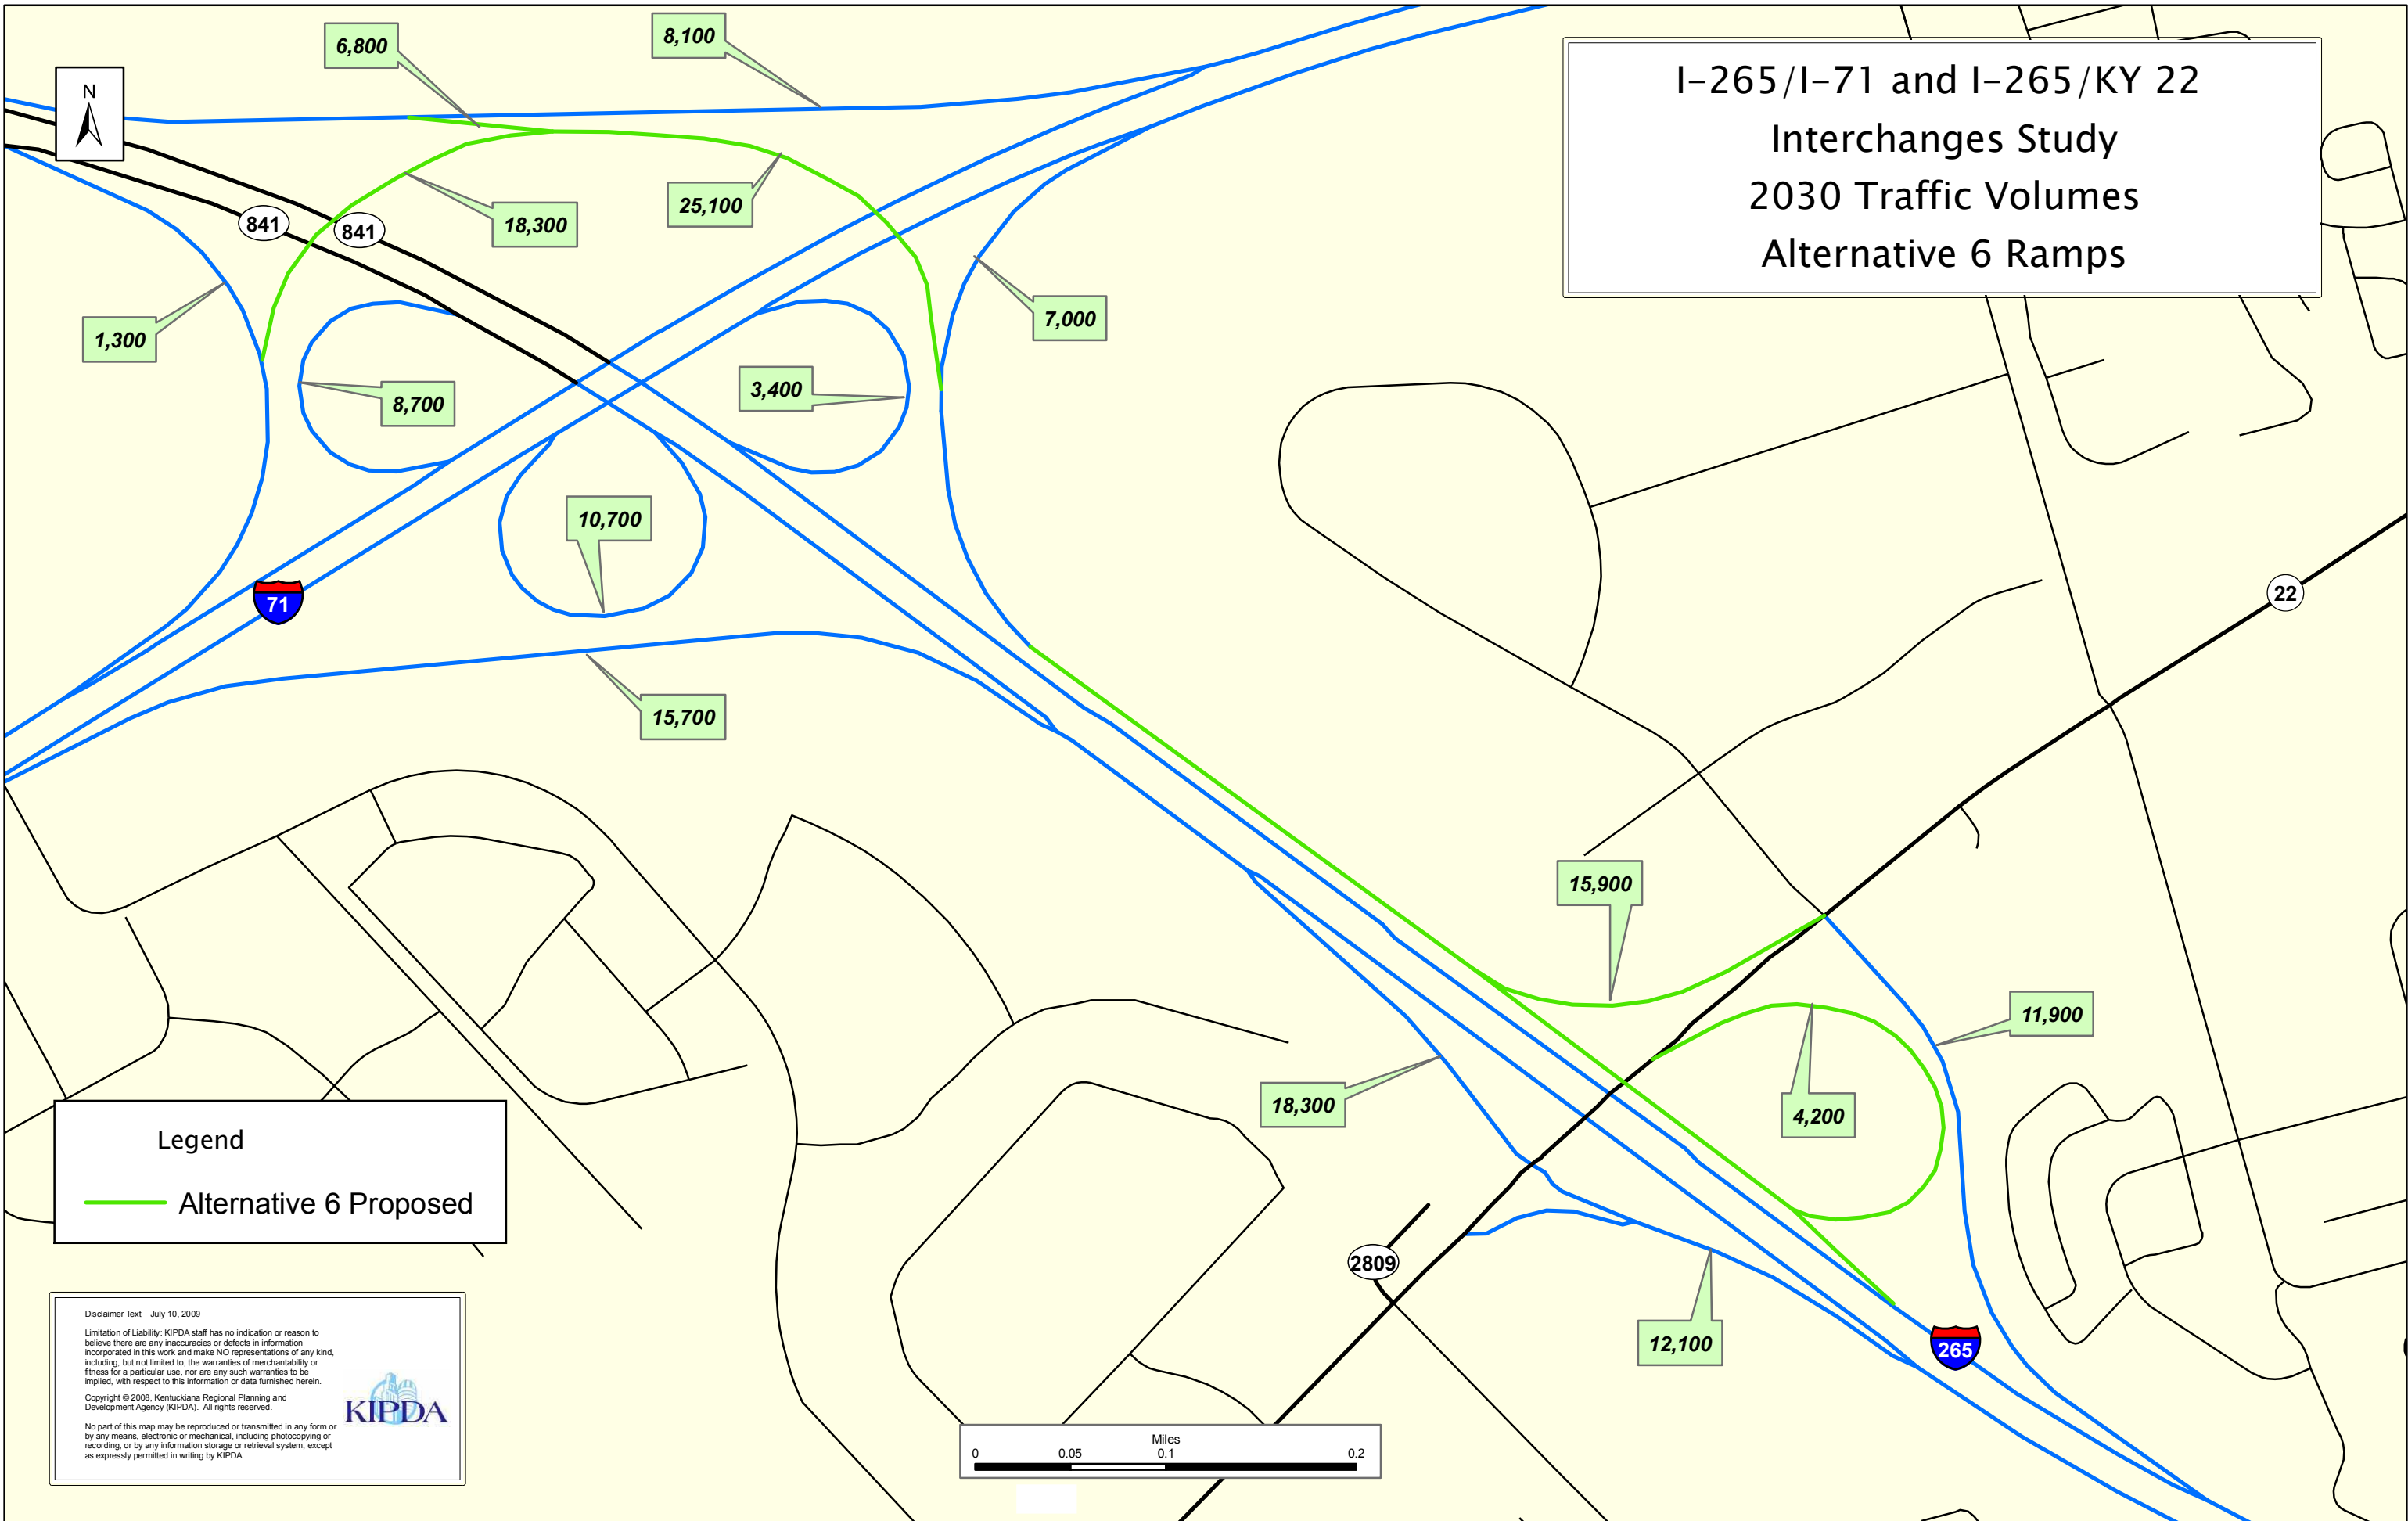 I-265/I-71 and I-265/KY 22
Interchanges Study
2030 Traffic Volumes
Alternative 6 Ramps
6,800
8,100
N
18,300
25,100
841
841
1,300
7,000
8,700
3,400
10,700
71
22
15,700
15,900
11,900
18,300
4,200
2809
12,100
265
Legend
Alternative 6 Proposed
Disclaimer Text July 10, 2009
Limitation of Liability: KIPDA staff has no indication or reason to
believe there are any inaccuracies or defects in information
incorporated in this work and make NO representations of any kind,
including, but not limited to, the warranties of merchantability or
fitness for a particular use, nor are any such warranties to be
implied, with respect to this information or data furnished herein.
Copyright © 2008, Kentuckiana Regional Planning and
Development Agency (KIPDA). All rights reserved.
No part of this map may be reproduced or transmitted in any form or
by any means, electronic or mechanical, including photocopying or
recording, or by any information storage or retrieval system, except
as expressly permitted in writing by KIPDA.
KIPDA
Miles
0 0.05 0.1 0.2